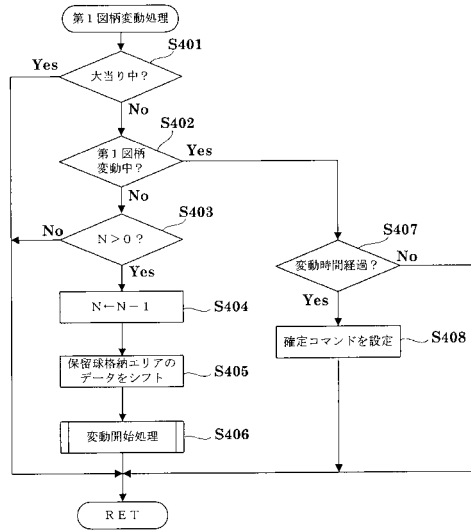 第1図柄変動処理
S401
Yes
大当り中？
No
S402
第1図柄
変動中？
Yes
No
S403
No
N＞0？
Yes
S407
変動時間経過？
No
Yes
N←N－1
S404
確定コマンドを設定
S408
保留球格納エリアの
データをシフト
S405
変動開始処理
S406
RET